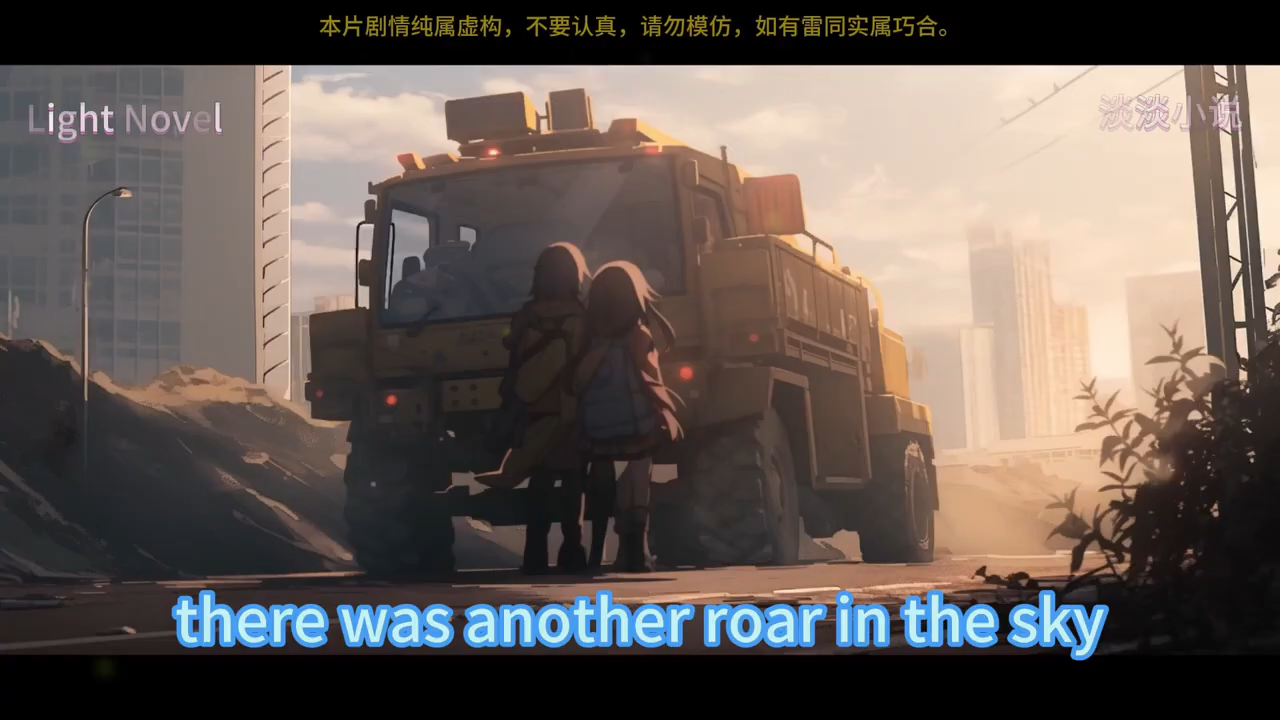 本片剧情纯属虚构，不要认真，请勿模仿，如有雷同实属巧合。
Light Novel
淡淡小说
there was another roar in the sky